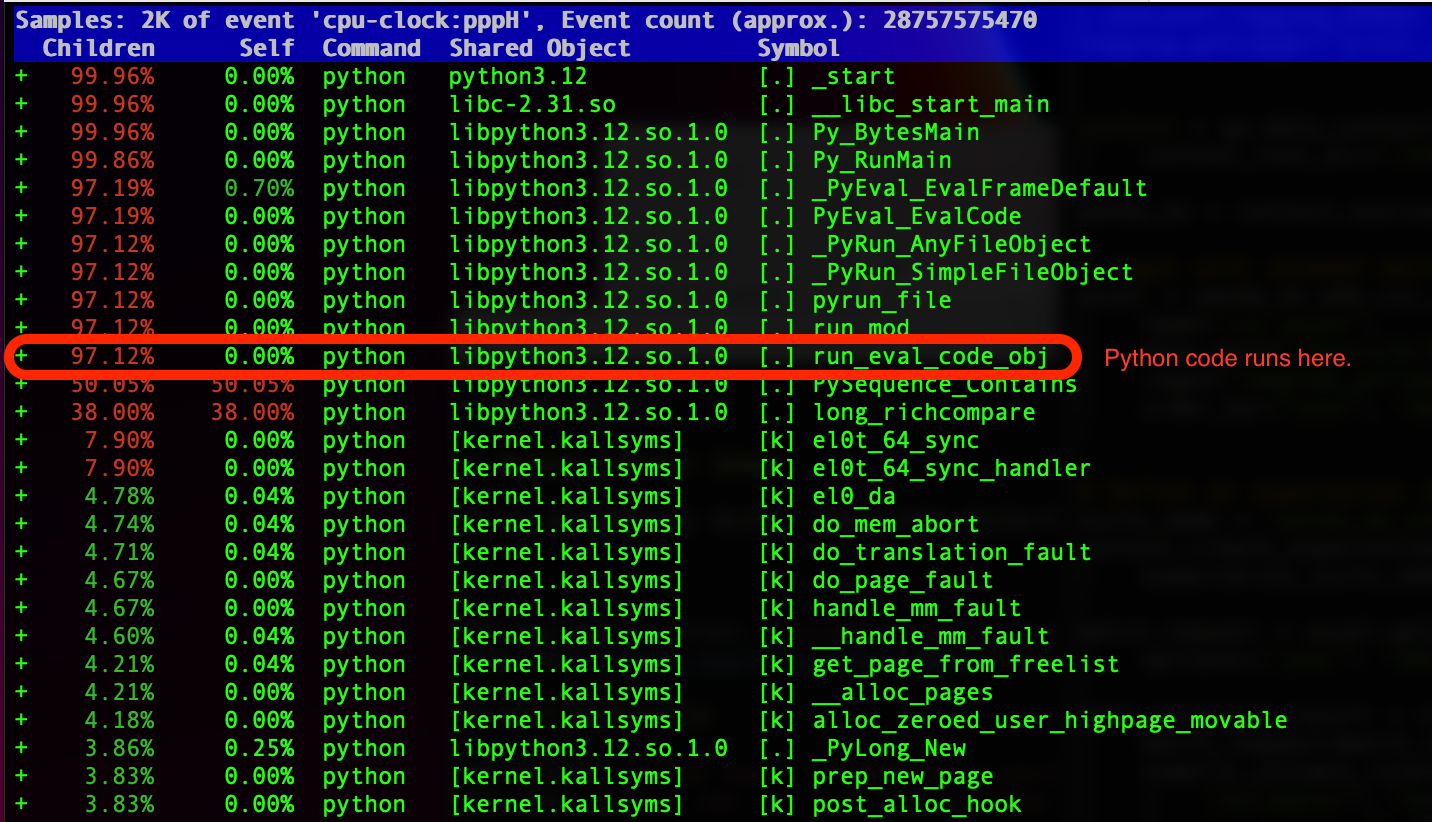 Samples: 2K of event 'cpu-clock:pppH', Event count (approx.): 28757575470
Children Self Command Shared Object Symbol
+ 99.96% 0.00% python python3.12 [.] _start
+ 99.96% 0.00% python libc-2.31.so [.] __libc_start_main
+ 99.96% 0.00% python libpython3.12.so.1.0 [.] Py_BytesMain
+ 99.86% 0.00% python libpython3.12.so.1.0 [.] Py_RunMain
+ 97.19% 0.70% python libpython3.12.so.1.0 [.] _PyEval_EvalFrameDefault
+ 97.19% 0.00% python libpython3.12.so.1.0 [.] PyEval_EvalCode
+ 97.12% 0.00% python libpython3.12.so.1.0 [.] _PyRun_AnyFileObject
+ 97.12% 0.00% python libpython3.12.so.1.0 [.] _PyRun_SimpleFileObject
+ 97.12% 0.00% python libpython3.12.so.1.0 [.] pyrun_file
+ 97.12% 0.00% python libpython3.12.so.1.0 [.] run_mod
+ 97.12% 0.00% python libpython3.12.so.1.0 [.] run_eval_code_obj Python code runs here.
+ 50.05% 50.05% python libpython3.12.so.1.0 [.] PySequence_Contains
+ 38.00% 38.00% python libpython3.12.so.1.0 [.] long_richcompare
+ 7.90% 0.00% python [kernel.kallsyms] [k] el0t_64_sync
+ 7.90% 0.00% python [kernel.kallsyms] [k] el0t_64_sync_handler
+ 4.78% 0.04% python [kernel.kallsyms] [k] el0_da
+ 4.74% 0.04% python [kernel.kallsyms] [k] do_mem_abort
+ 4.71% 0.04% python [kernel.kallsyms] [k] do_translation_fault
+ 4.67% 0.00% python [kernel.kallsyms] [k] do_page_fault
+ 4.67% 0.00% python [kernel.kallsyms] [k] handle_mm_fault
+ 4.60% 0.04% python [kernel.kallsyms] [k] __handle_mm_fault
+ 4.21% 0.04% python [kernel.kallsyms] [k] get_page_from_freelist
+ 4.21% 0.00% python [kernel.kallsyms] [k] __alloc_pages
+ 4.18% 0.00% python [kernel.kallsyms] [k] alloc_zeroed_user_highpage_movable
+ 3.86% 0.25% python libpython3.12.so.1.0 [.] _PyLong_New
+ 3.83% 0.00% python [kernel.kallsyms] [k] prep_new_page
+ 3.83% 0.00% python [kernel.kallsyms] [k] post_alloc_hook